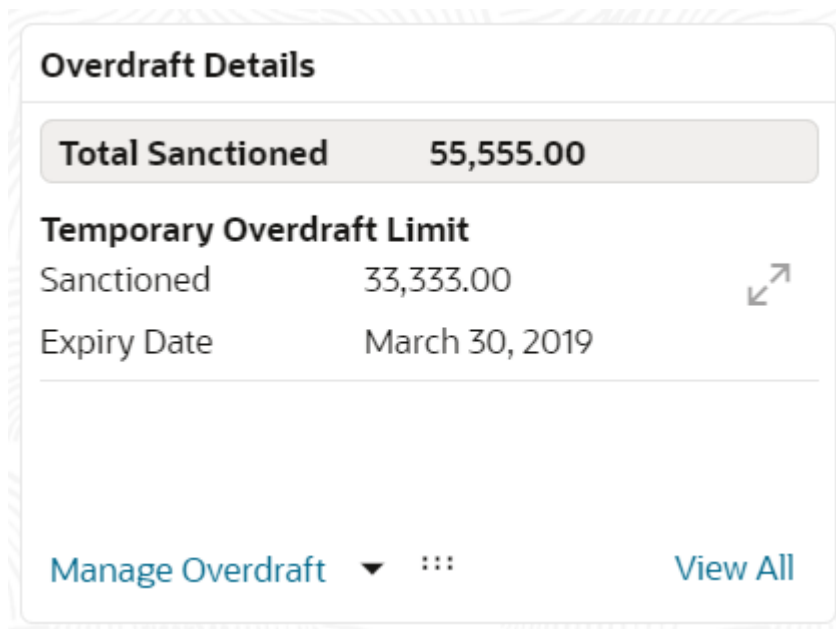 Overdraft Details
Total Sanctioned 55,555.00
Temporary Overdraft Limit
Sanctioned 33,333.00
Expiry Date March 30, 2019
Manage Overdraft View All